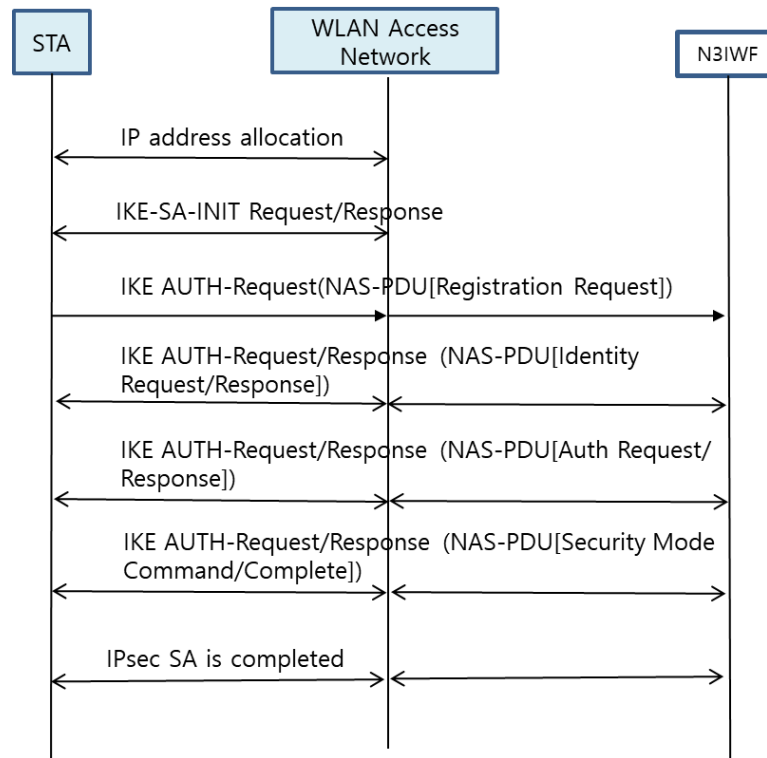 STA
WLAN Access
Network
N3IWF
IP address allocation
IKE-SA-INIT Request/Response
IKE AUTH-Request(NAS-PDU[Registration Request])
IKE AUTH-Request/Response (NAS-PDU[Identity
Request/Response])
IKE AUTH-Request/Response (NAS-PDU[Auth Request/
Response])
IKE AUTH-Request/Response (NAS-PDU[Security Mode
Command/Complete])
IPsec SA is completed